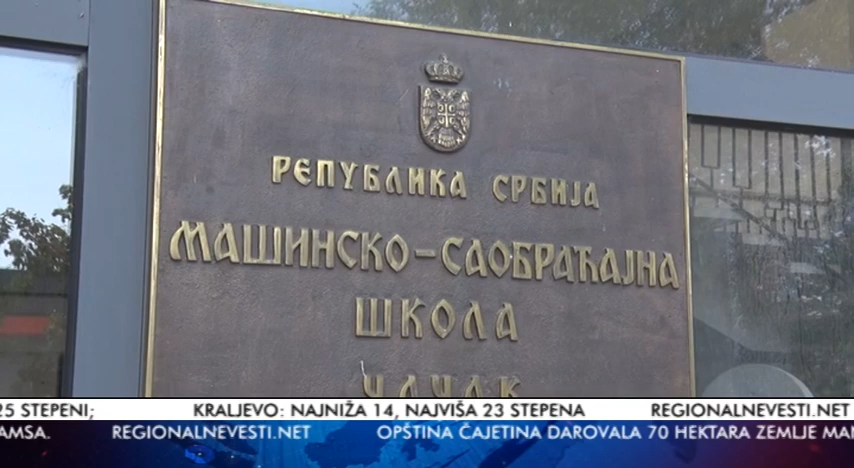 РЕПУБЛИКА СРБИЈА
МАШИНСКО-САОБРАЋАЈНА
ШКОЛА
ЧАЧАК
25 STEPENI; KRALJEVO: NAJNIŽA 14, NAJVIŠA 23 STEPENA REGIONALNEVESTI.NET
REGIONALNEVESTI.NET OPŠTINA ČAJETINA DAROVALA 70 HEKTARA ZEMLJE